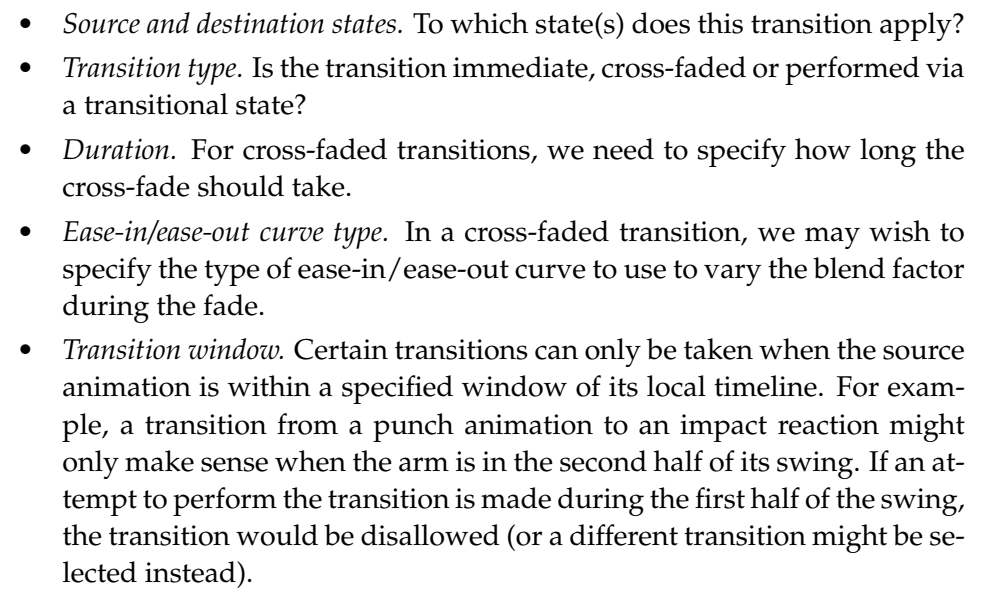 • Source and destination states. To which state(s) does this transition apply?
• Transition type. Is the transition immediate, cross-faded or performed via
a transitional state?
• Duration. For cross-faded transitions, we need to specify how long the
cross-fade should take.
• Ease-in/ease-out curve type. In a cross-faded transition, we may wish to
specify the type of ease-in/ease-out curve to use to vary the blend factor
during the fade.
• Transition window. Certain transitions can only be taken when the source
animation is within a specified window of its local timeline. For exam-
ple, a transition from a punch animation to an impact reaction might
only make sense when the arm is in the second half of its swing. If an at-
tempt to perform the transition is made during the first half of the swing,
the transition would be disallowed (or a different transition might be se-
lected instead).